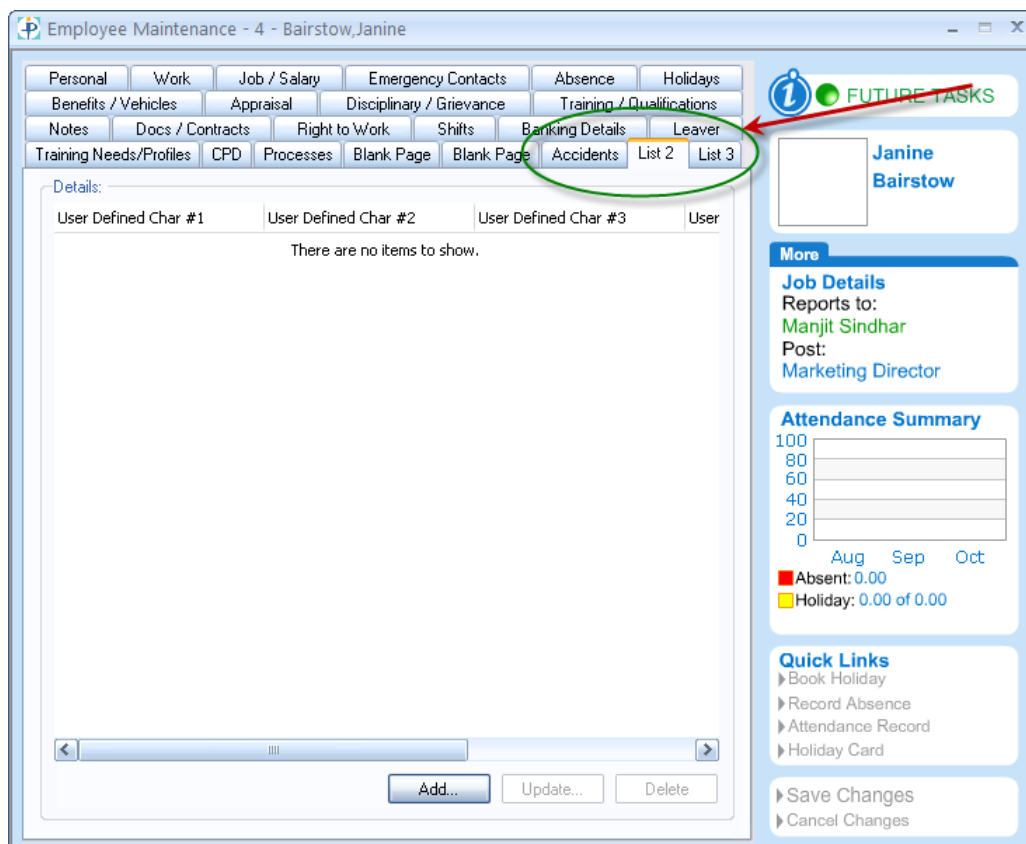 Employee Maintenance - 4 - Bairstow,Janine
Personal Work Job / Salary Emergency Contacts Absence Holidays
Benefits / Vehicles Appraisal Disciplinary / Grievance Training / Qualifications
Notes Docs / Contracts Right to Work Shifts Banking Details Leaver
Training Needs/Profiles CPD Processes Blank Page Blank Page Accidents List 2 List 3
Details:
User Defined Char #1 User Defined Char #2 User Defined Char #3 User
There are no items to show.
Add... Update... Delete
FUTURE TASKS
Janine
Bairstow
More
Job Details
Reports to:
Manjit Sindhar
Post:
Marketing Director
Attendance Summary
100
80
60
40
20
0
Aug Sep Oct
Absent: 0.00
Holiday: 0.00 of 0.00
Quick Links
Book Holiday
Record Absence
Attendance Record
Holiday Card
Save Changes
Cancel Changes